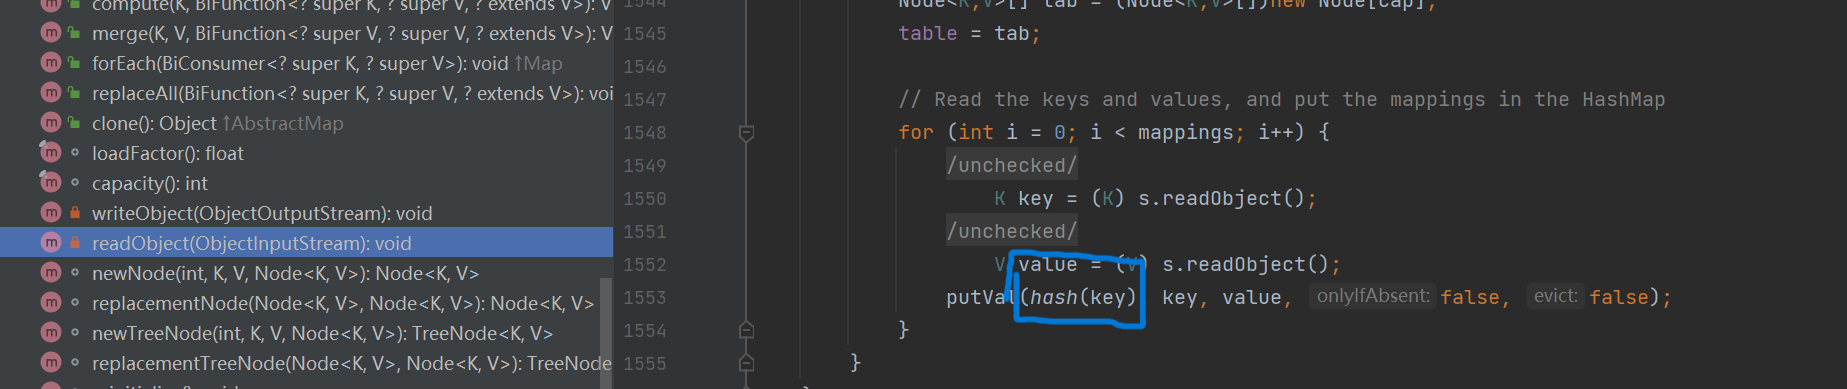 compute(K, BiFunction<? super K, ? super V, ? extends V>): V
merge(K, V, BiFunction<? super V, ? super V, ? extends V>): V
forEach(BiConsumer<? super K, ? super V>): void ↑Map
replaceAll(BiFunction<? super K, ? super V, ? extends V>): voi
clone(): Object ↑AbstractMap
loadFactor(): float
capacity(): int
writeObject(ObjectOutputStream): void
readObject(ObjectInputStream): void
newNode(int, K, V, Node<K, V>): Node<K, V>
replacementNode(Node<K, V>, Node<K, V>): Node<K, V>
newTreeNode(int, K, V, Node<K, V>): TreeNode<K, V>
replacementTreeNode(Node<K, V>, Node<K, V>): TreeNode
1544 Node<K,V>[] tab = (Node<K,V>[])new Node[cap];
1545 table = tab;
1546
1547 // Read the keys and values, and put the mappings in the HashMap
1548 for (int i = 0; i < mappings; i++) {
1549 /unchecked/
1550 K key = (K) s.readObject();
1551 /unchecked/
1552 V value = (V) s.readObject();
1553 putVal(hash(key) key, value, onlyIfAbsent: false, evict: false);
1554 }
1555 }